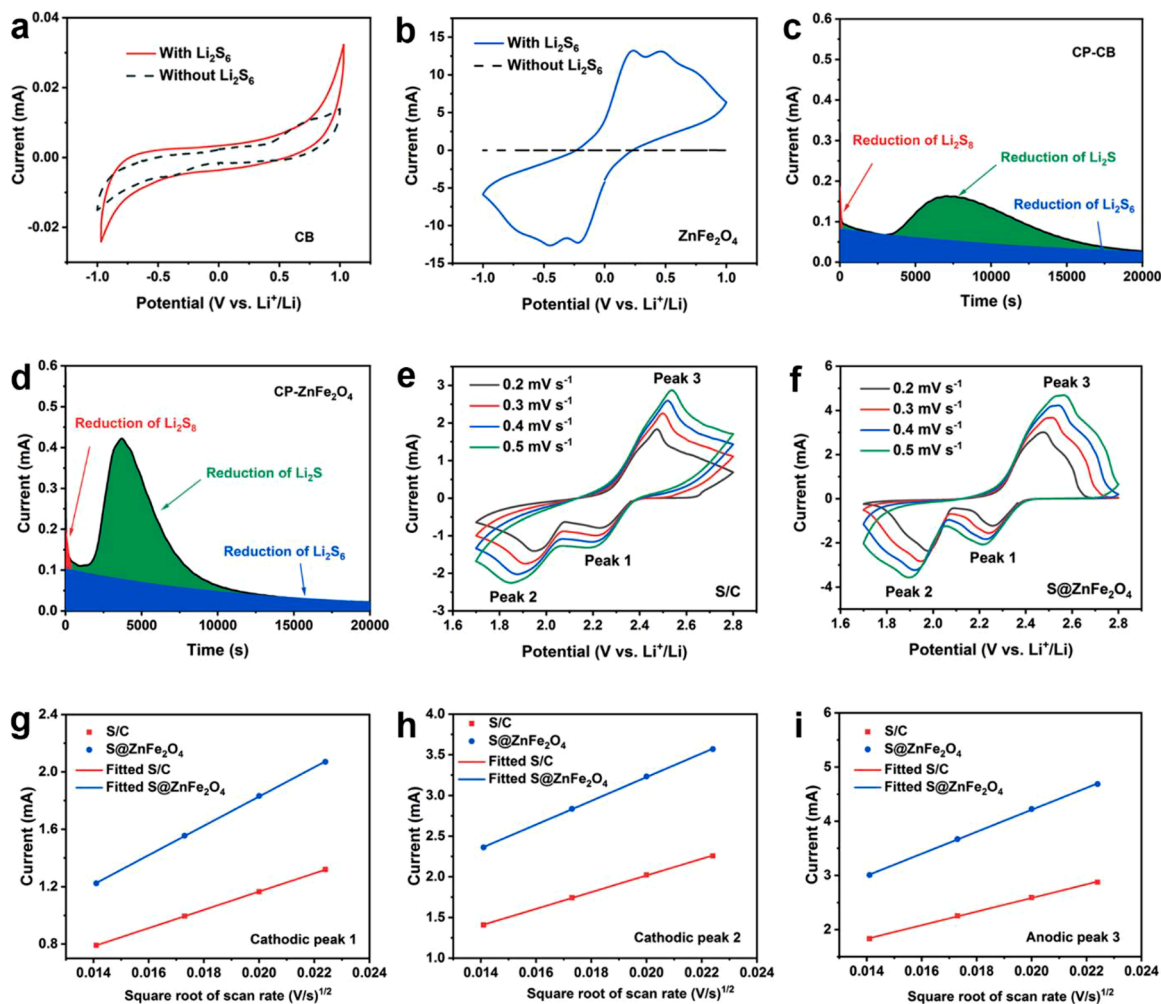 a
0.04
0.02
0.00
-0.02
Current (mA)
With Li₂S₆
Without Li₂S₆
CB
-1.0 -0.5 0.0 0.5 1.0
Potential (V vs. Li⁺/Li)
b
15
10
5
0
-5
-10
-15
Current (mA)
With Li₂S₆
Without Li₂S₆
ZnFe₂O₄
-1.0 -0.5 0.0 0.5 1.0
Potential (V vs. Li⁺/Li)
c
0.6
0.5
0.4
0.3
0.2
0.1
0.0
Current (mA)
CP-CB
Reduction of Li₂S₈
Reduction of Li₂S
Reduction of Li₂S₆
0 5000 10000 15000 20000
Time (s)
d
0.6
0.5
0.4
0.3
0.2
0.1
0.0
Current (mA)
CP-ZnFe₂O₄
Reduction of Li₂S₈
Reduction of Li₂S
Reduction of Li₂S₆
0 5000 10000 15000 20000
Time (s)
e
3
2
1
0
-1
-2
-3
Current (mA)
0.2 mV s⁻¹
0.3 mV s⁻¹
0.4 mV s⁻¹
0.5 mV s⁻¹
Peak 3
Peak 1
Peak 2
S/C
1.6 1.8 2.0 2.2 2.4 2.6 2.8
Potential (V vs. Li⁺/Li)
f
6
4
2
0
-2
-4
Current (mA)
0.2 mV s⁻¹
0.3 mV s⁻¹
0.4 mV s⁻¹
0.5 mV s⁻¹
Peak 3
Peak 1
Peak 2
S@ZnFe₂O₄
1.6 1.8 2.0 2.2 2.4 2.6 2.8
Potential (V vs. Li⁺/Li)
g
2.4
2.0
1.6
1.2
0.8
Current (mA)
S/C
S@ZnFe₂O₄
Fitted S/C
Fitted S@ZnFe₂O₄
Cathodic peak 1
0.014 0.016 0.018 0.020 0.022 0.024
Square root of scan rate (V/s)¹/²
h
4.0
3.5
3.0
2.5
2.0
1.5
1.0
Current (mA)
S/C
S@ZnFe₂O₄
Fitted S/C
Fitted S@ZnFe₂O₄
Cathodic peak 2
0.014 0.016 0.018 0.020 0.022 0.024
Square root of scan rate (V/s)¹/²
i
6
5
4
3
2
Current (mA)
S/C
S@ZnFe₂O₄
Fitted S/C
Fitted S@ZnFe₂O₄
Anodic peak 3
0.014 0.016 0.018 0.020 0.022 0.024
Square root of scan rate (V/s)¹/²